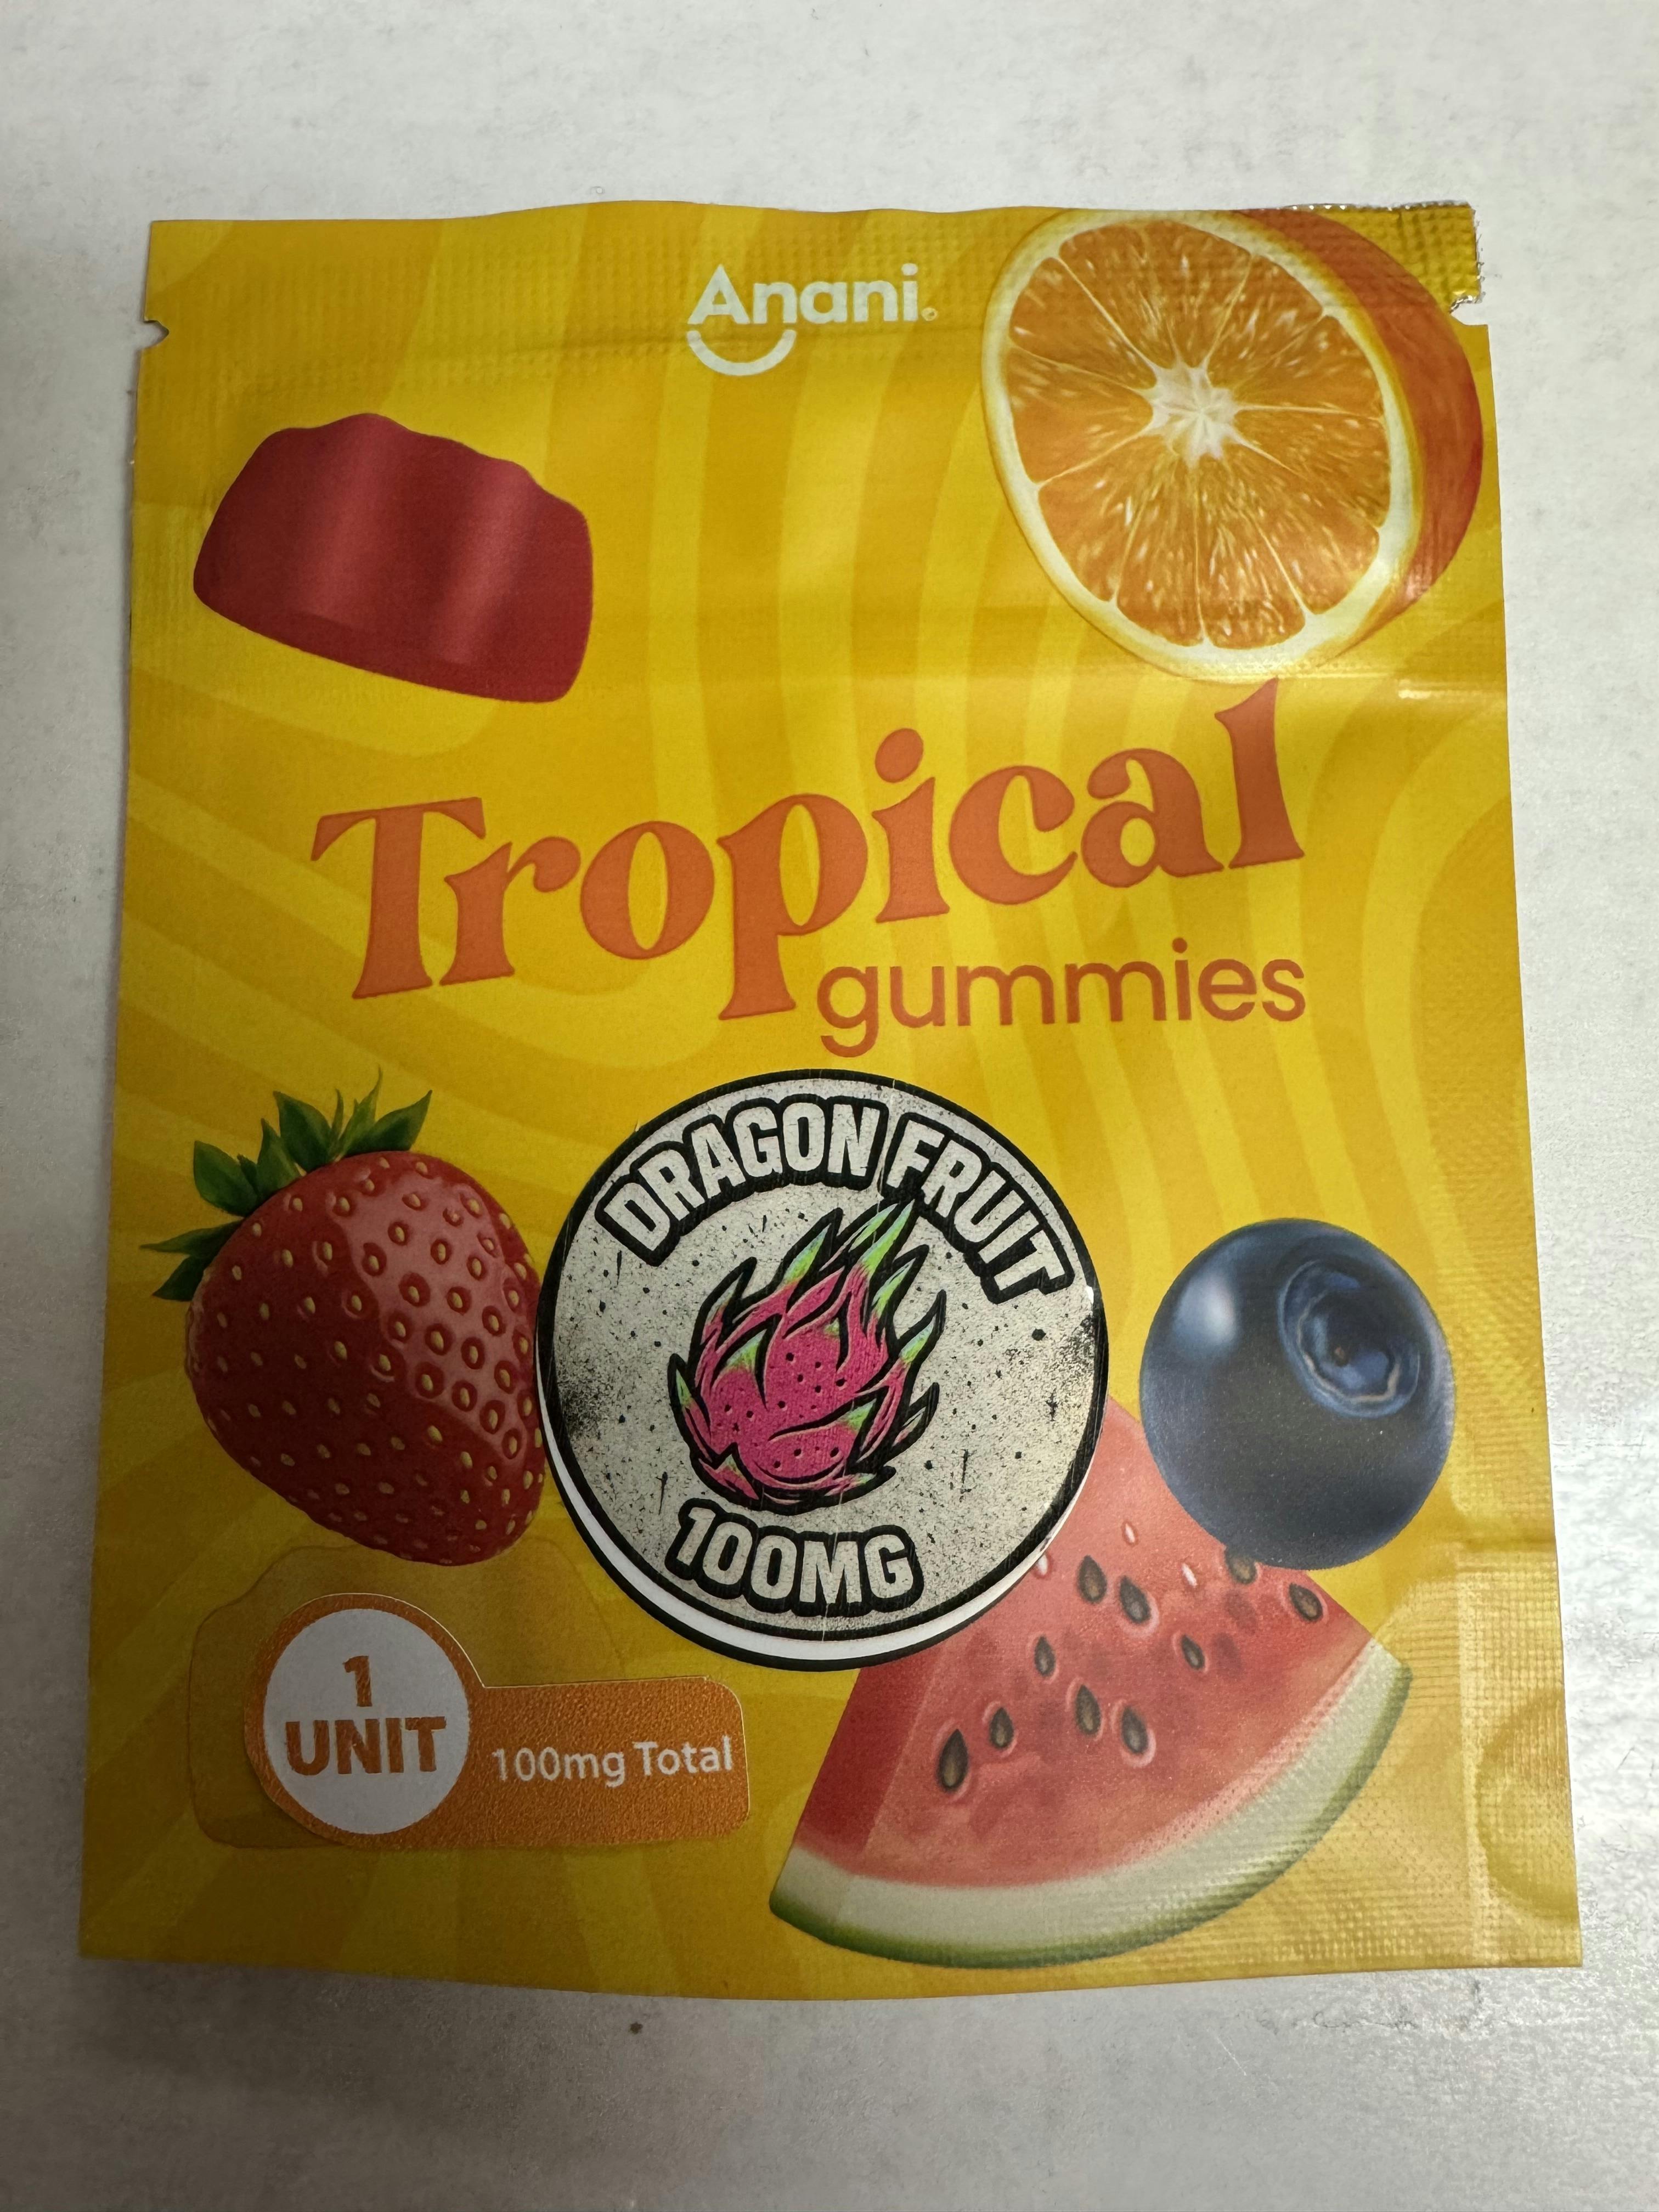 Anani
Tropical
gummies
DRAGON FRUIT
100MG
1
UNIT
100mg Total